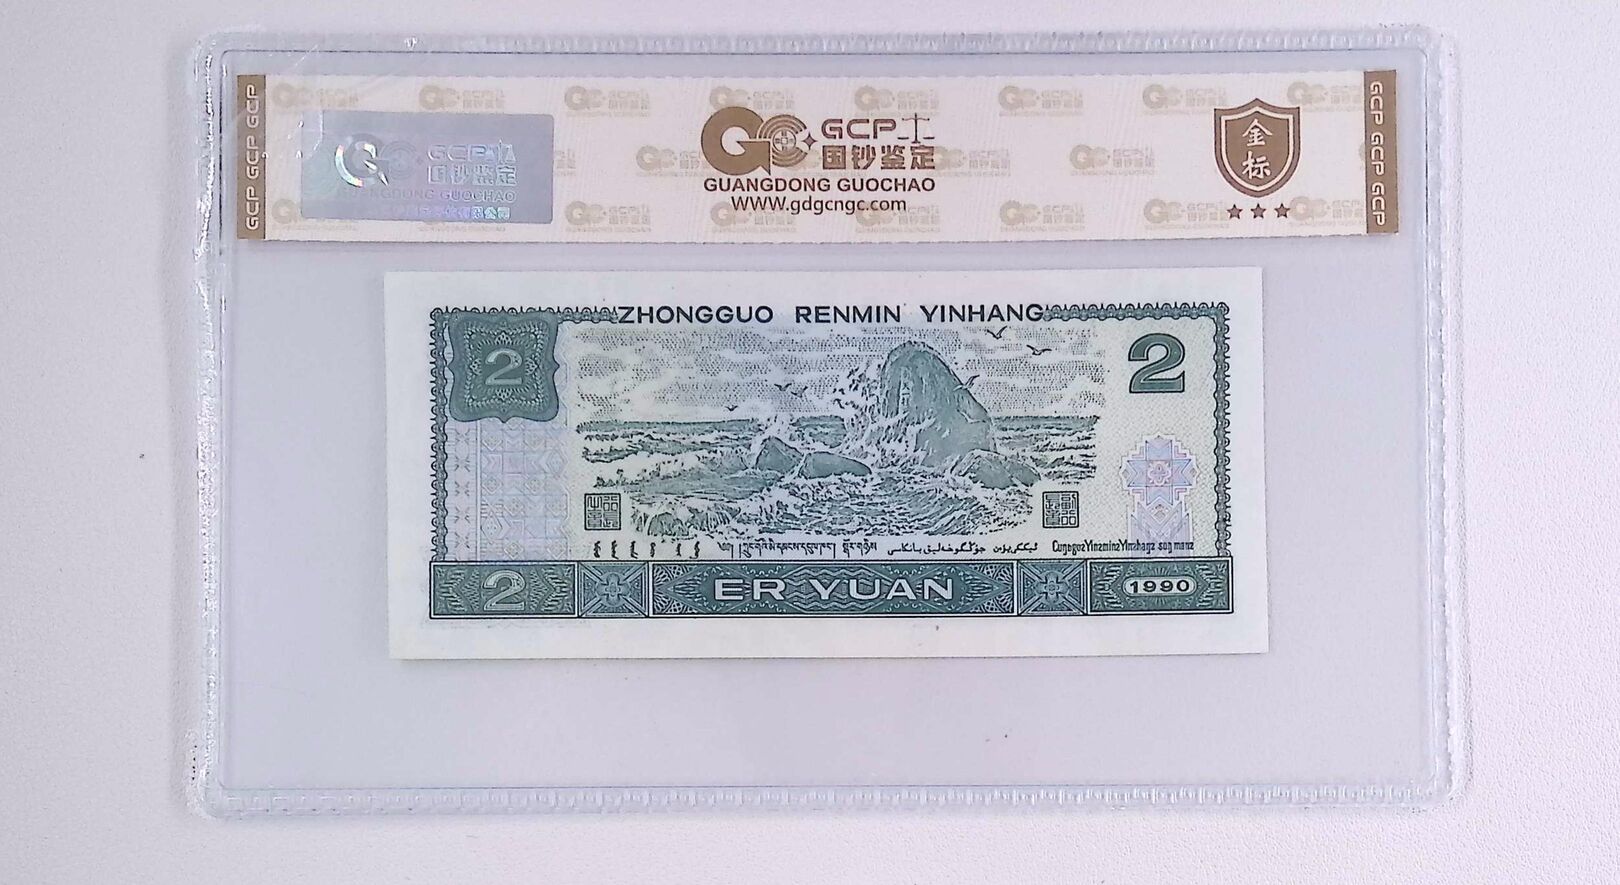 GCP GCP GCP
GCP
国钞鉴定
GUANGDONG GUOCHAO
GCP
国钞鉴定
GUANGDONG GUOCHAO
WWW.gdgcngc.com
金标
GCP GCP GCP
ZHONGGUO RENMIN YINHANG
2
2
2
ER YUAN
1990